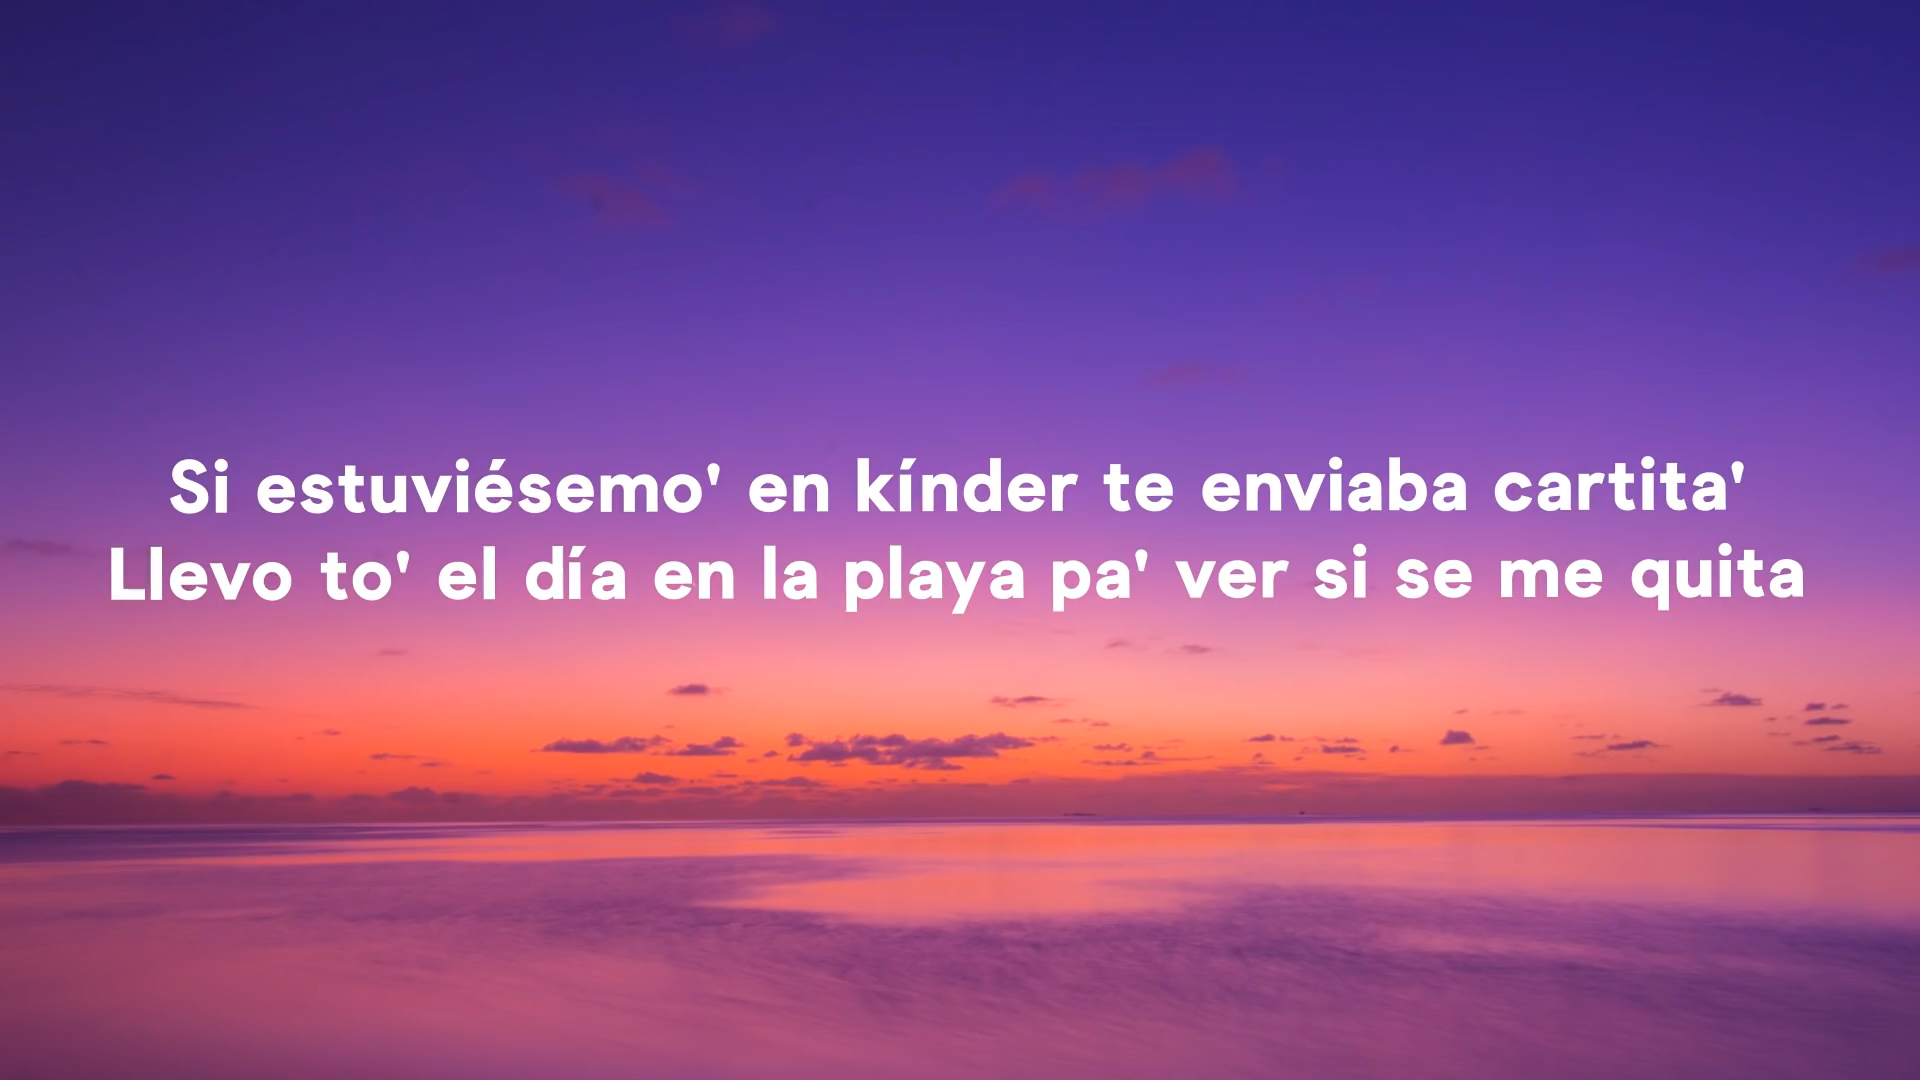 Si estuviésemo' en kínder te enviaba cartita'
Llevo to' el día en la playa pa' ver si se me quita